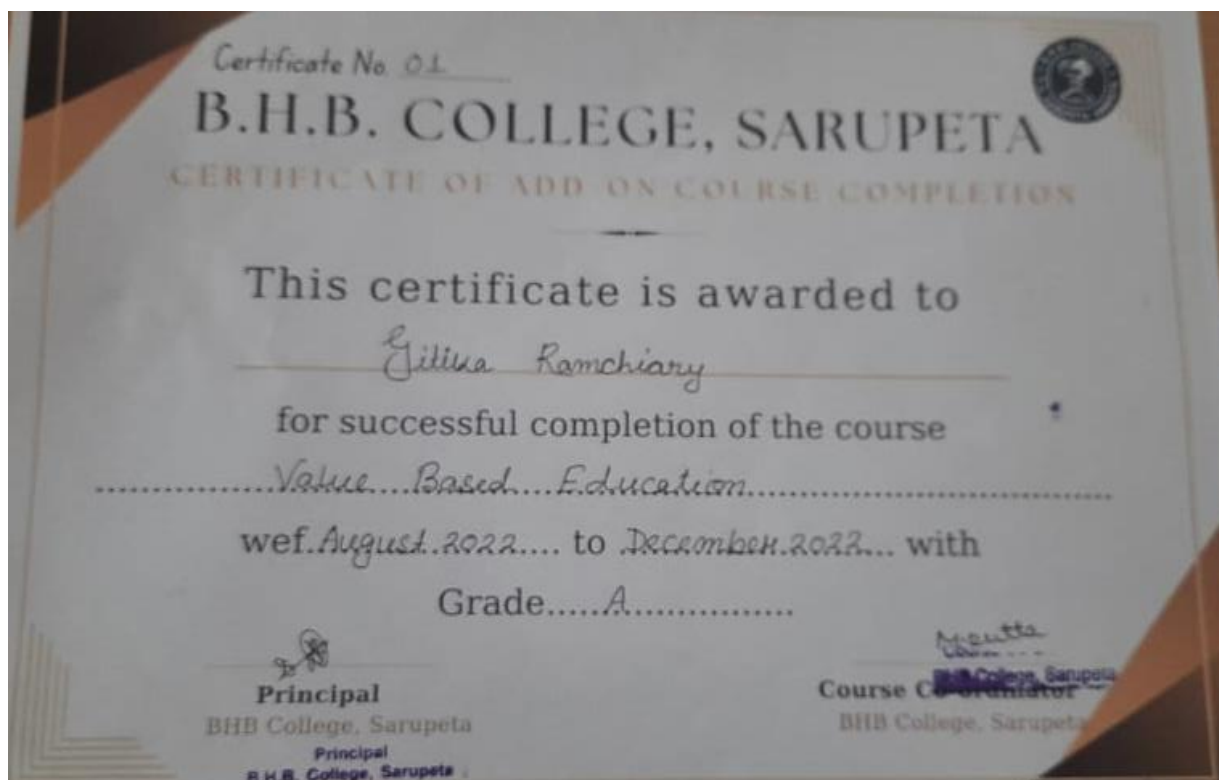 Certificate No. 01
B.H.B. COLLEGE, SARUPETA
CERTIFICATE OF ADD ON COURSE COMPLETION
This certificate is awarded to
Gitika Ramchiary
for successful completion of the course
Value Based Education
wef.August.2022.... to December.2022... with
Grade.....A...............
Principal
BHB College, Sarupeta
Principal
B.H.B. College, Sarupeta
BHB College, Sarupeta
Course Co-ordiniator
BHB College, Sarupeta